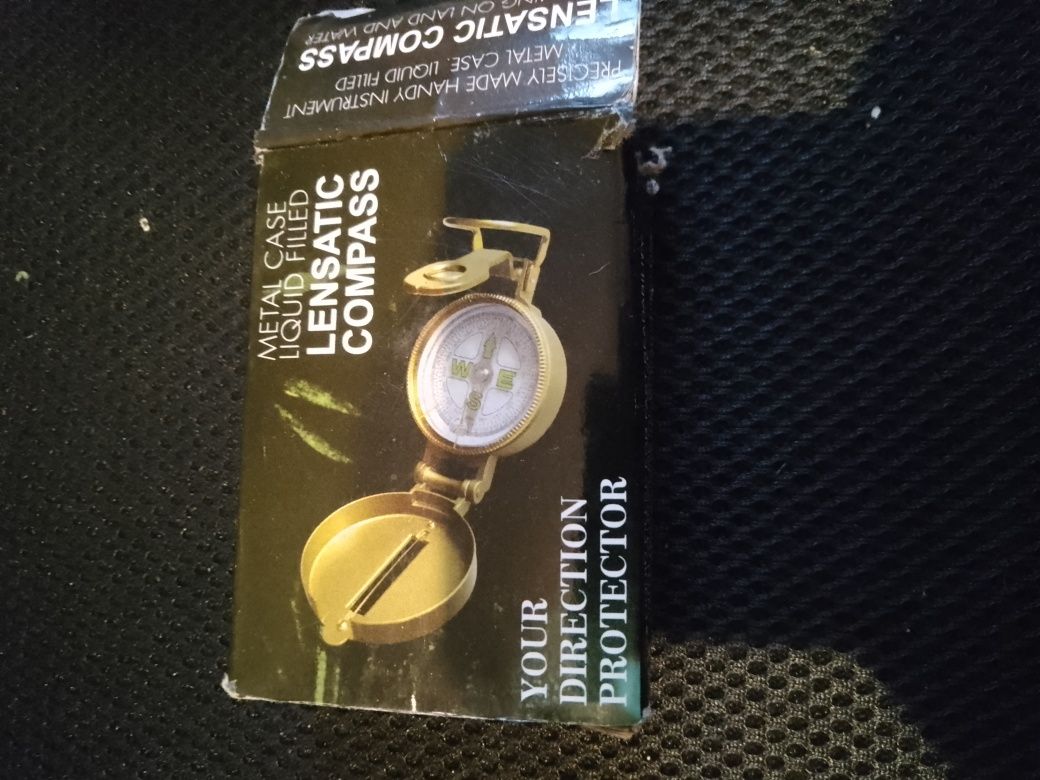 METAL CASE
LIQUID FILLED
LENSATIC
COMPASS
W
E
S
YOUR
DIRECTION
PROTECTOR
PRECISELY MADE HANDY INSTRUMENT
METAL CASE. LIQUID FILLED
LENSATIC COMPASS
ON LAND AND WATER